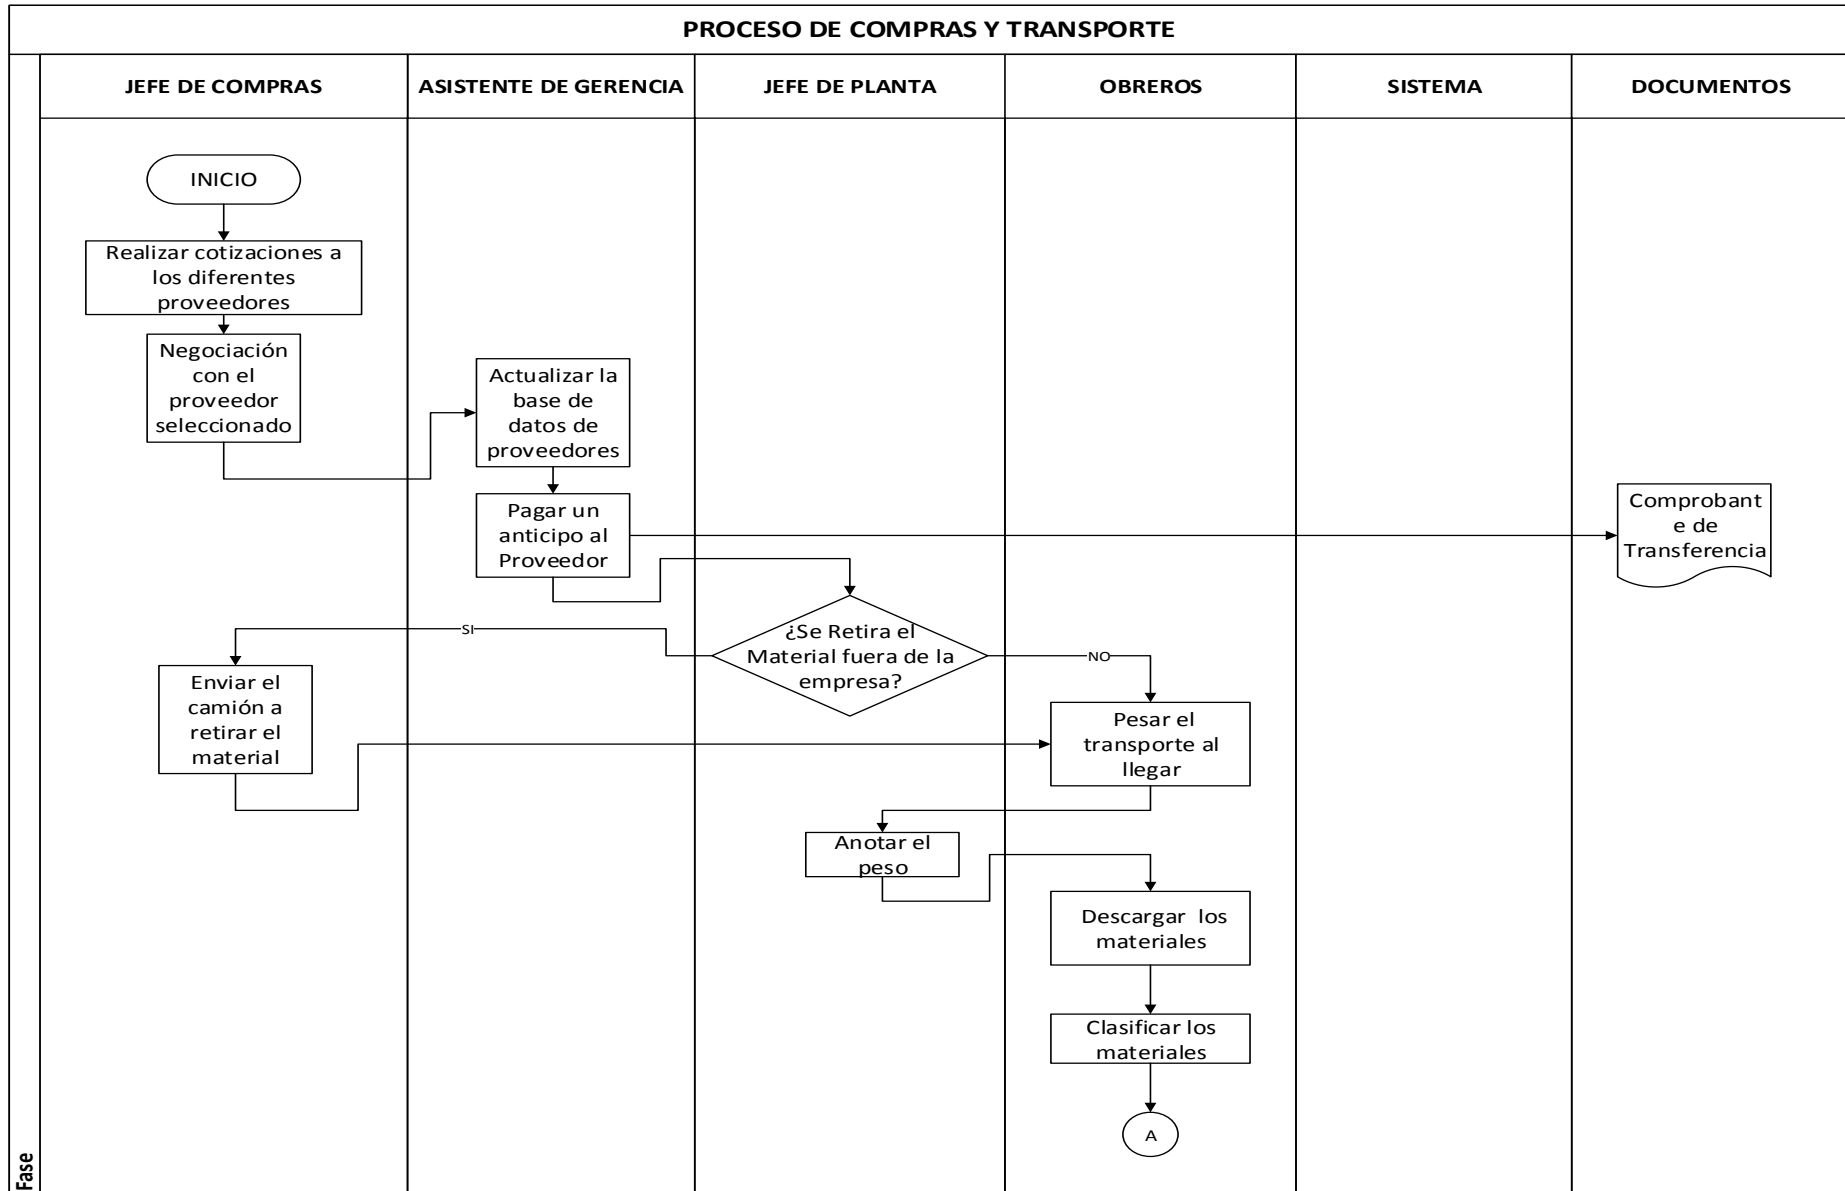 PROCESO DE COMPRAS Y TRANSPORTE
JEFE DE COMPRAS
ASISTENTE DE GERENCIA
JEFE DE PLANTA
OBREROS
SISTEMA
DOCUMENTOS
INICIO
Realizar cotizaciones a
los diferentes
proveedores
Negociación
con el
proveedor
seleccionado
Actualizar la
base de
datos de
proveedores
Pagar un
anticipo al
Proveedor
Comprobant
e de
Transferencia
¿Se Retira el
Material fuera de la
empresa?
SI
NO
Enviar el
camión a
retirar el
material
Pesar el
transporte al
llegar
Anotar el
peso
Descargar los
materiales
Clasificar los
materiales
A
Fase